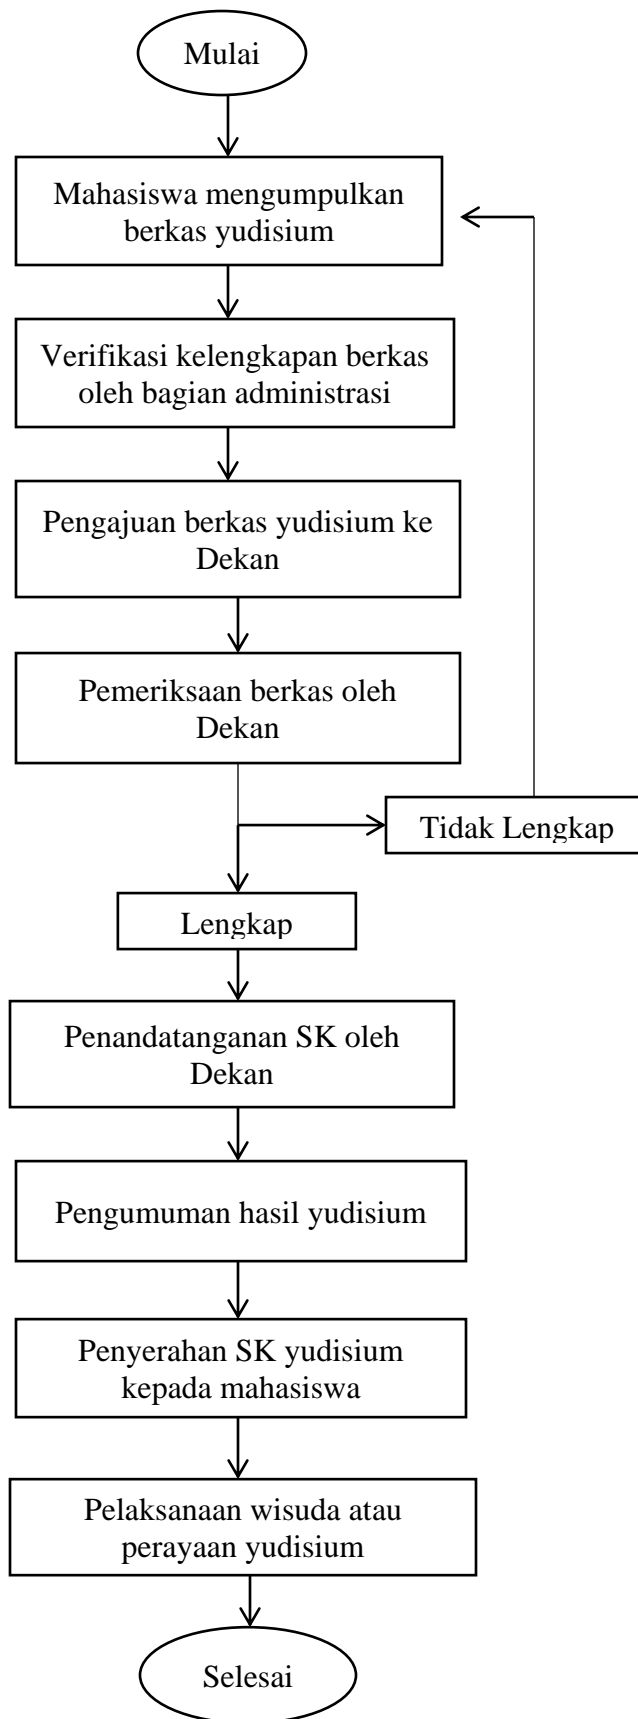 Mulai
Mahasiswa mengumpulkan
berkas yudisium
Verifikasi kelengkapan berkas
oleh bagian administrasi
Pengajuan berkas yudisium ke
Dekan
Pemeriksaan berkas oleh
Dekan
Tidak Lengkap
Lengkap
Penandatanganan SK oleh
Dekan
Pengumuman hasil yudisium
Penyerahan SK yudisium
kepada mahasiswa
Pelaksanaan wisuda atau
perayaan yudisium
Selesai